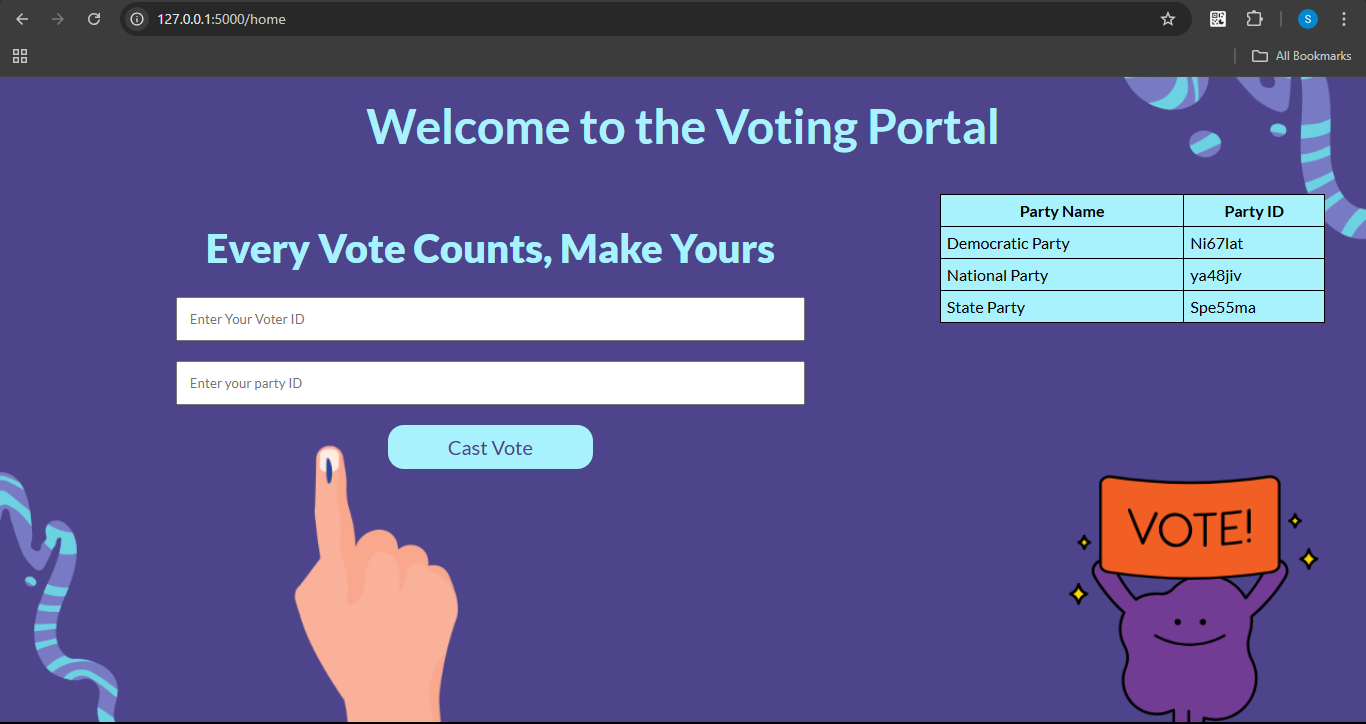 127.0.0.1:5000/home
S
All Bookmarks
Welcome to the Voting Portal
Every Vote Counts, Make Yours
Enter Your Voter ID
Enter your party ID
Cast Vote
Party Name Party ID
Democratic Party Ni67lat
National Party ya48jiv
State Party Spe55ma
VOTE!